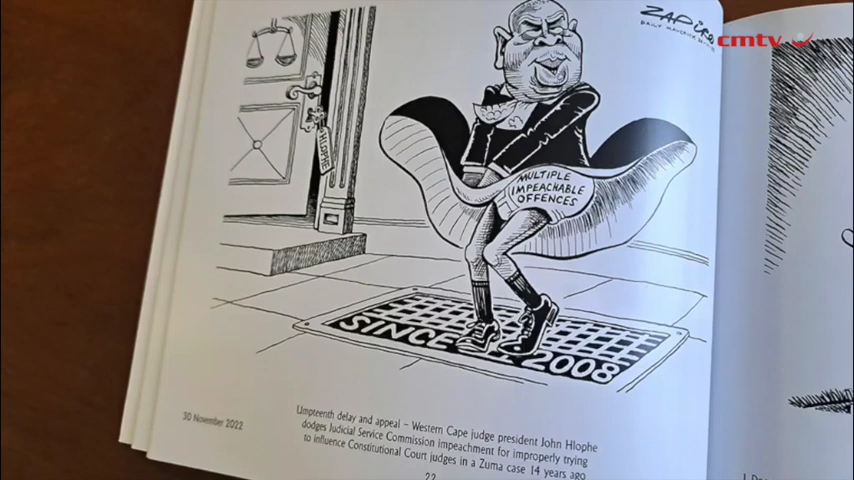 ZAPIRO
DAILY MAVERICK
cmtv
HLOPHE
MULTIPLE
IMPEACHABLE
OFFENCES
SINCE 2008
30 November 2022
Umpteenth delay and appeal – Western Cape judge president John Hlophe
dodges Judicial Service Commission impeachment for improperly trying
to influence Constitutional Court judges in a Zuma case 14 years ago
22